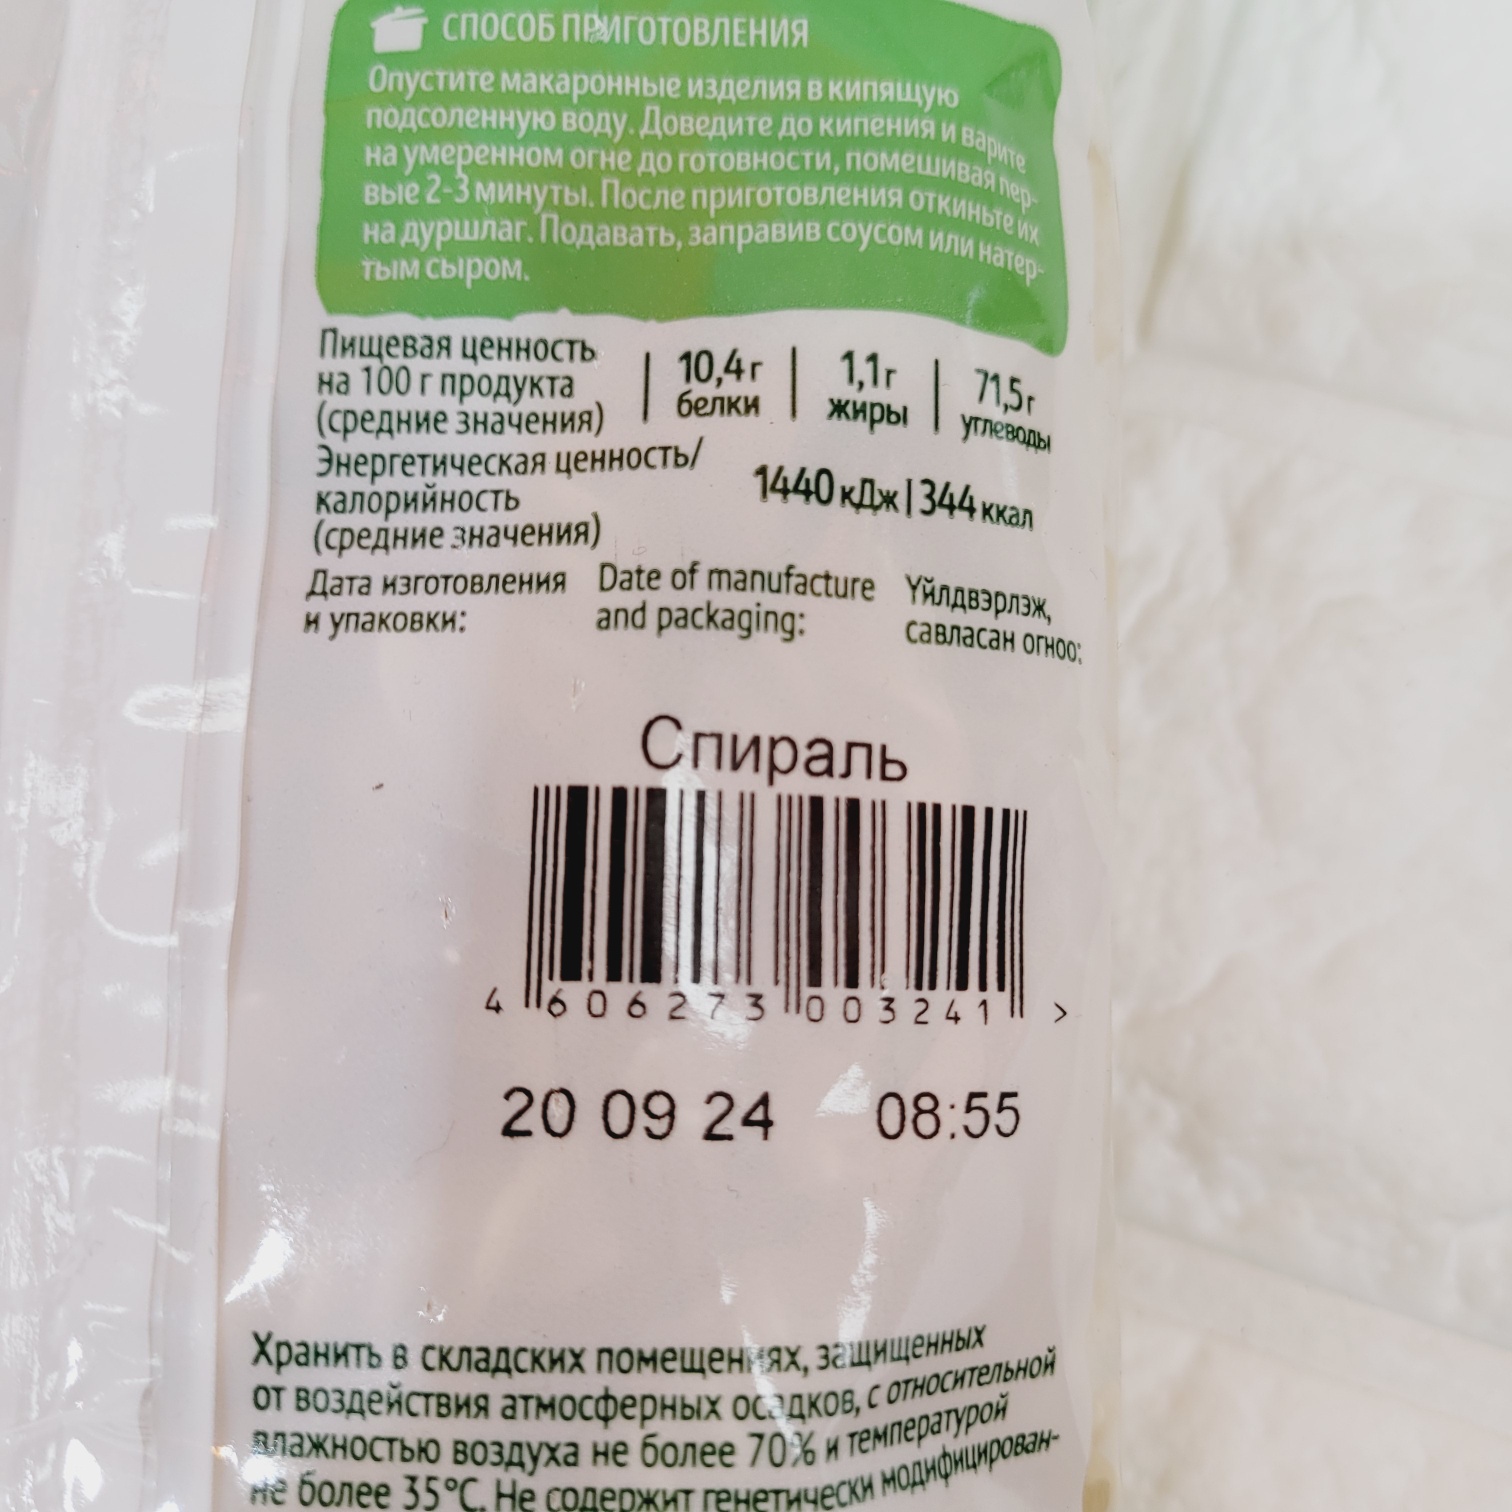 СПОСОБ ПРИГОТОВЛЕНИЯ
Опустите макаронные изделия в кипящую
подсоленную воду. Доведите до кипения и варите
на умеренном огне до готовности, помешивая пер-
вые 2-3 минуты. После приготовления откиньте их
на дуршлаг. Подавать, заправив соусом или натер-
тым сыром.
Пищевая ценность
на 100 г продукта
(средние значения)
10,4 г
белки
1,1 г
жиры
71,5 г
углеводы
Энергетическая ценность/
калорийность
(средние значения)
1440 кДж | 344 ккал
Дата изготовления
и упаковки:
Date of manufacture
and packaging:
Үйлдвэрлэж,
савласан огноо:
Спираль
4 606273 003241 >
20 09 24 08:55
Хранить в складских помещениях, защищенных
от воздействия атмосферных осадков, с относительной
влажностью воздуха не более 70% и температурой
не более 35°C. Не содержит генетически модифицирован-